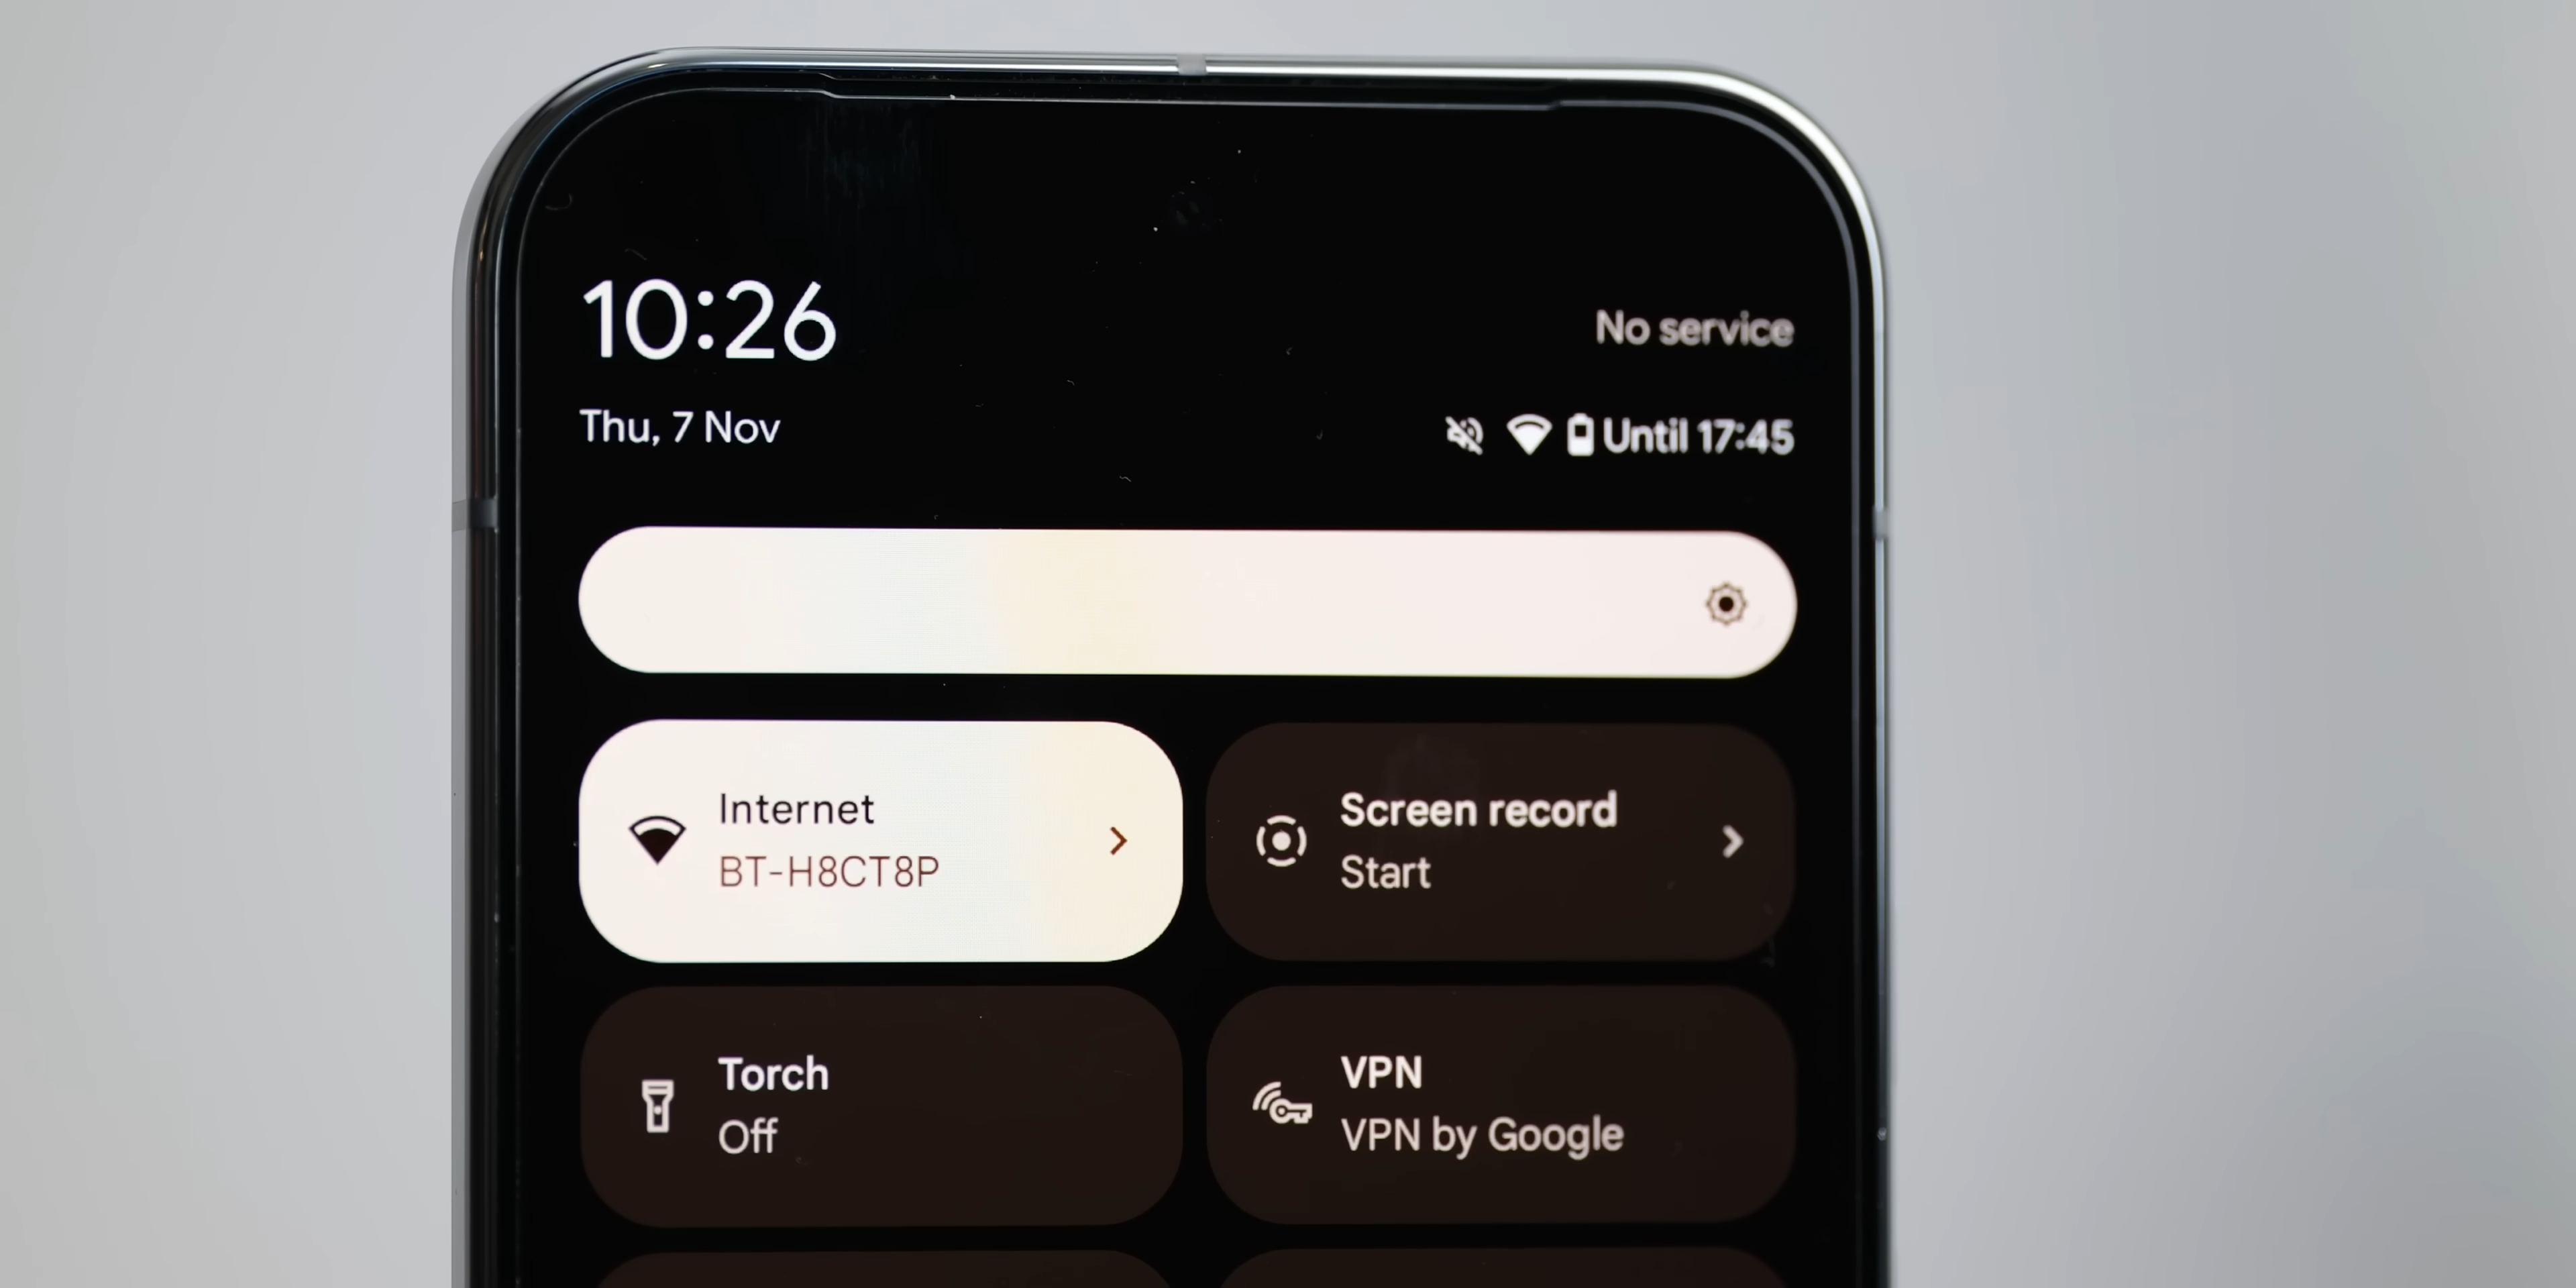 10:26
No service
Thu, 7 Nov
Until 17:45
Internet
BT-H8CT8P
Screen record
Start
Torch
Off
VPN
VPN by Google